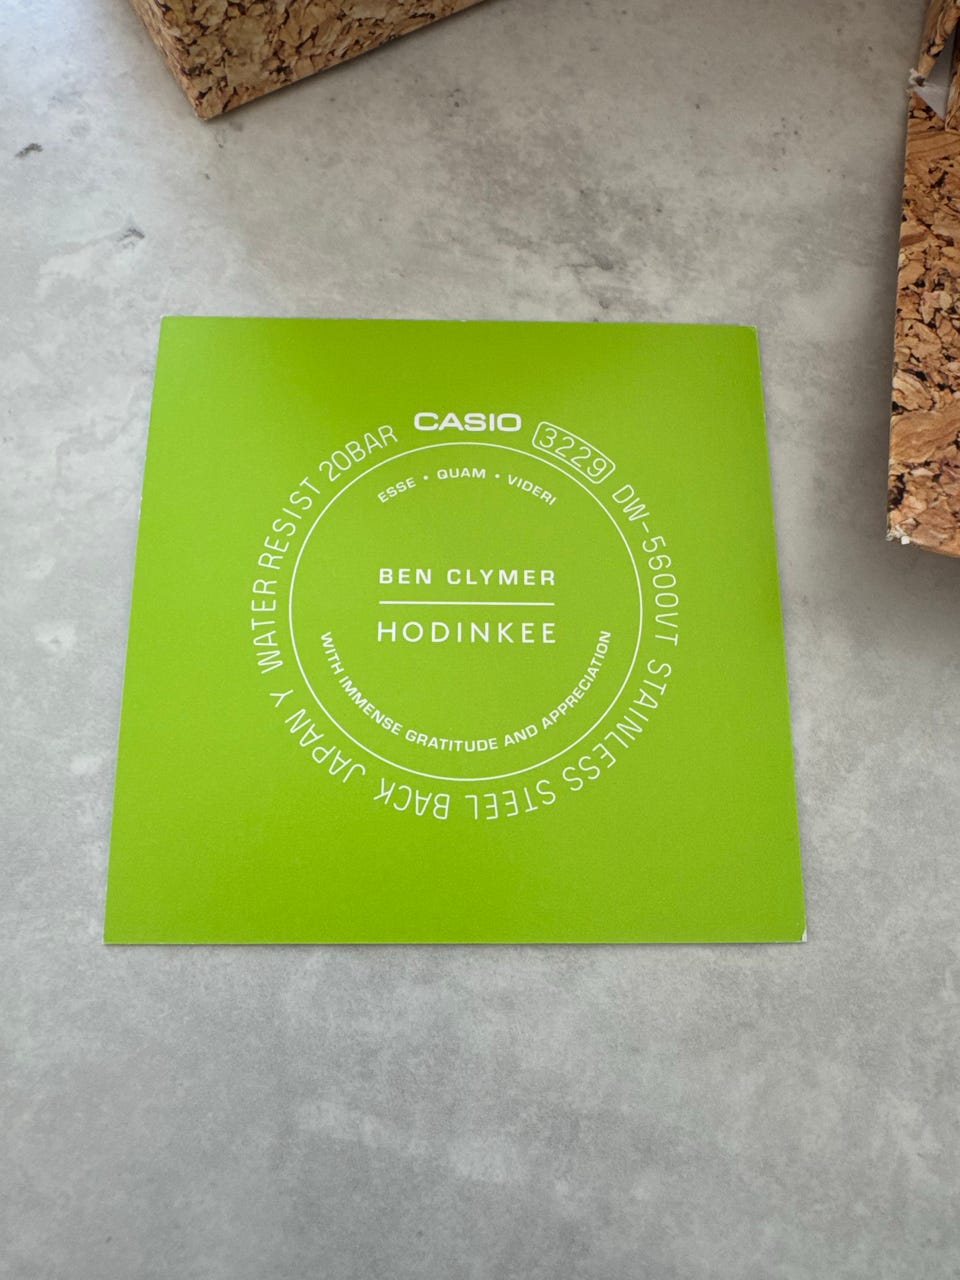 CASIO 3229 DW-5600VT STAINLESS STEEL BACK JAPAN Y WATER RESIST 20BAR
ESSE • QUAM • VIDERI
BEN CLYMER
HODINKEE
WITH IMMENSE GRATITUDE AND APPRECIATION